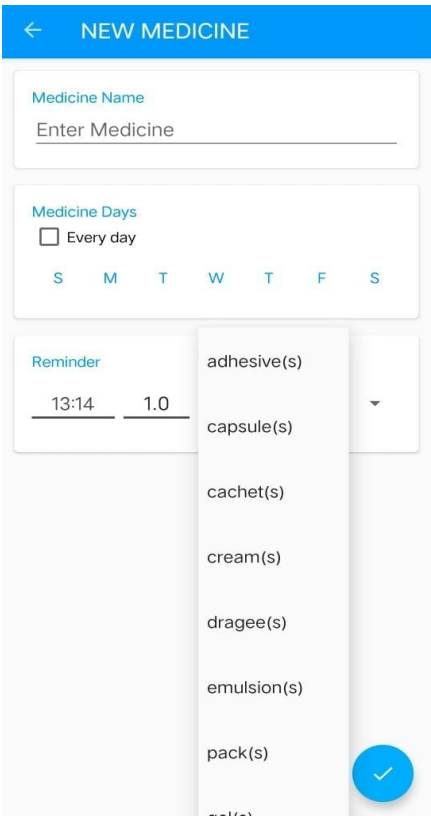 NEW MEDICINE
Medicine Name
Enter Medicine
Medicine Days
Every day
S M T W T F S
Reminder
13:14 1.0
adhesive(s)
capsule(s)
cachet(s)
cream(s)
dragee(s)
emulsion(s)
pack(s)